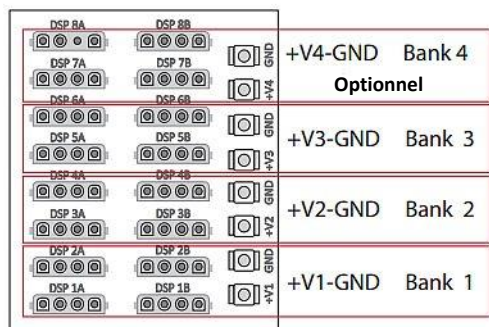 DSP 8A DSP 8B
GND
+V4-GND Bank 4
DSP 7A DSP 7B
+V4
Optionnel
DSP 6A DSP 6B
GND
DSP 5A DSP 5B
+V3-GND Bank 3
+V3
DSP 4A DSP 4B
GND
DSP 3A DSP 3B
+V2-GND Bank 2
+V2
DSP 2A DSP 2B
GND
+V1-GND Bank 1
DSP 1A DSP 1B
+V1